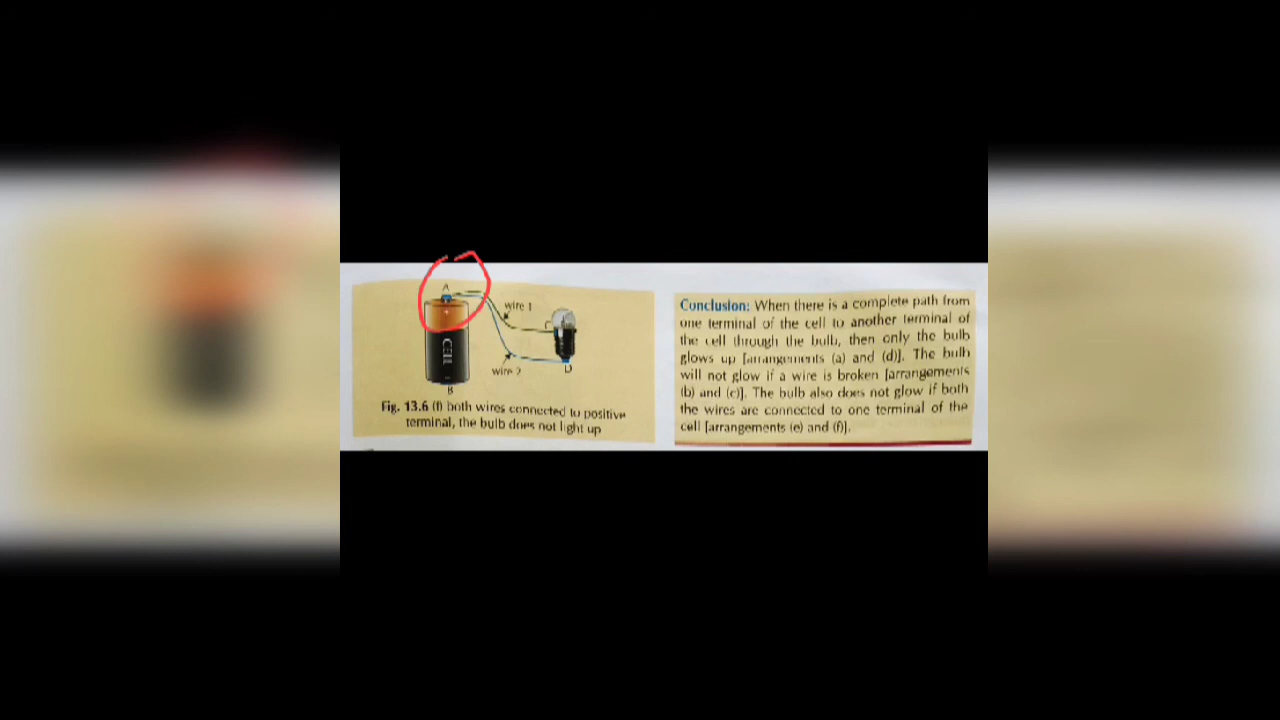 A
wire 1
CELL
wire 2
D
B
Fig. 13.6 (f) both wires connected to positive
terminal, the bulb does not light up
Conclusion: When there is a complete path from
one terminal of the cell to another terminal of
the cell through the bulb, then only the bulb
glows up [arrangements (a) and (d)]. The bulb
will not glow if a wire is broken [arrangements
(b) and (c)]. The bulb also does not glow if both
the wires are connected to one terminal of the
cell [arrangements (e) and (f)].